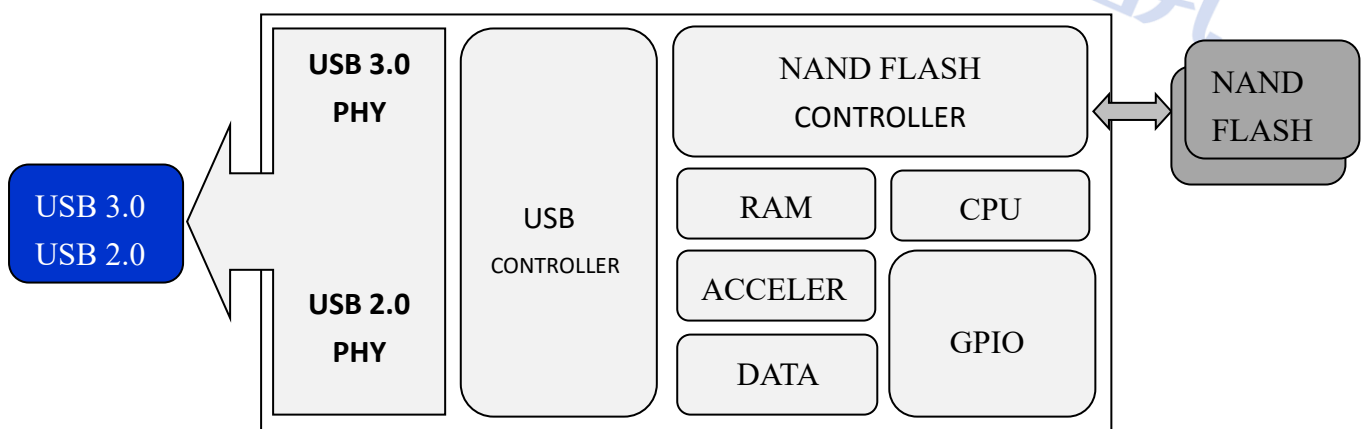 USB 3.0
USB 2.0
USB 3.0
PHY
USB 2.0
PHY
USB
CONTROLLER
NAND FLASH
CONTROLLER
RAM
CPU
ACCELER
DATA
GPIO
NAND
FLASH